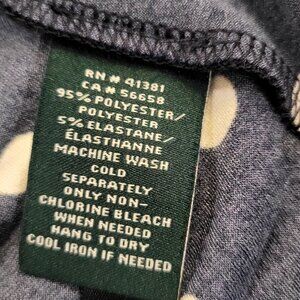 RN # 41381
CA # 56658
95% POLYESTER/
POLYESTER/
5% ELASTANE/
ÉLASTHANNE
MACHINE WASH
COLD
SEPARATELY
ONLY NON-
CHLORINE BLEACH
WHEN NEEDED
HANG TO DRY
COOL IRON IF NEEDED